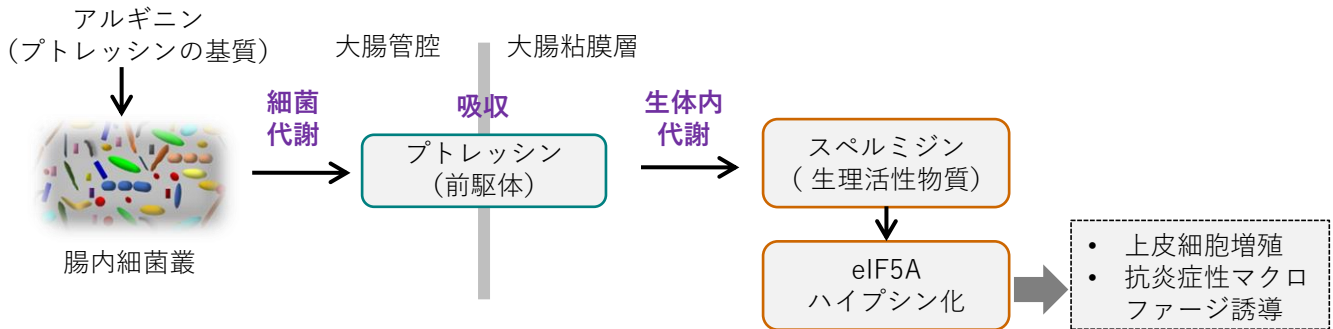 アルギニン
（プトレッシンの基質）
大腸管腔
大腸粘膜層
細菌
代謝
吸収
生体内
代謝
プトレッシン
（前駆体）
スペルミジン
（ 生理活性物質）
腸内細菌叢
eIF5A
ハイプシン化
• 上皮細胞増殖
• 抗炎症性マクロ
ファージ誘導